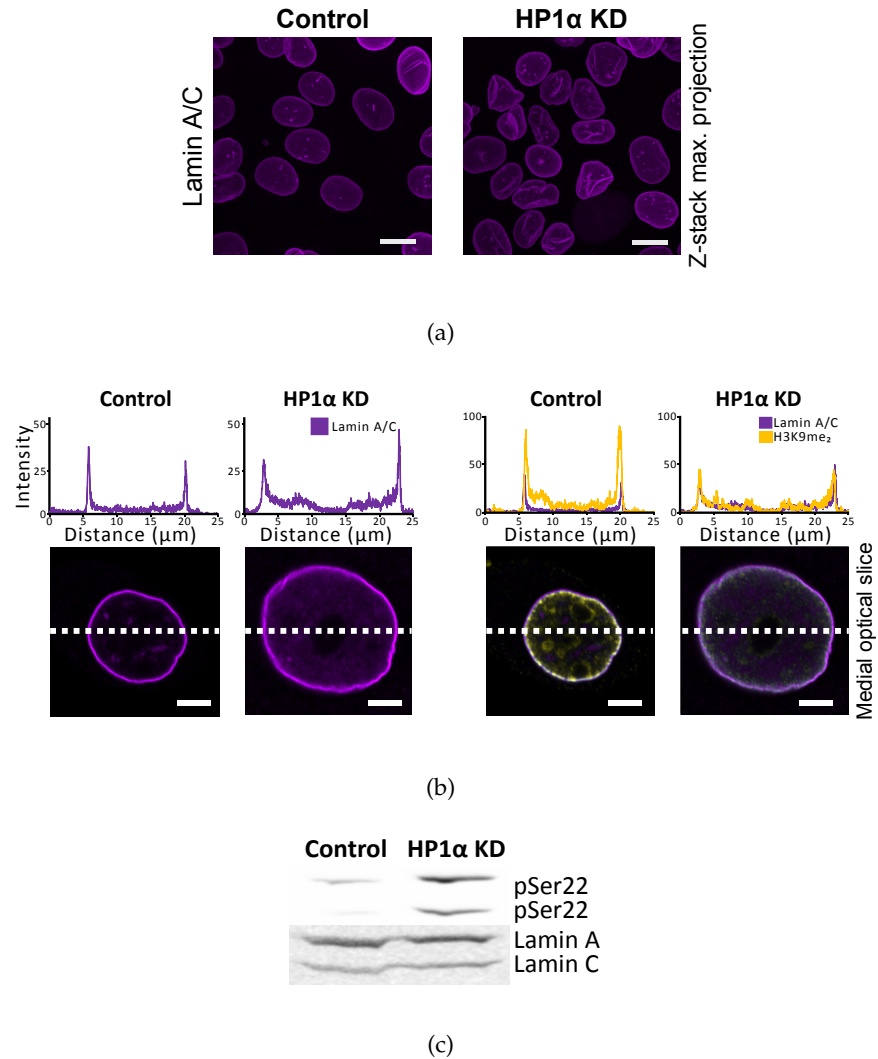 Control HP1α KD
Lamin A/C
Z-stack max. projection
(a)
Control HP1α KD Control HP1α KD
Intensity
50
25
0
0 5 10 15 20 25
Distance (μm)
50
25
0
0 5 10 15 20 25
Distance (μm)
Lamin A/C
100
50
0
0 5 10 15 20 25
Distance (μm)
100
50
0
0 5 10 15 20 25
Distance (μm)
Lamin A/C
H3K9me₂
Medial optical slice
(b)
Control HP1α KD
pSer22
pSer22
Lamin A
Lamin C
(c)